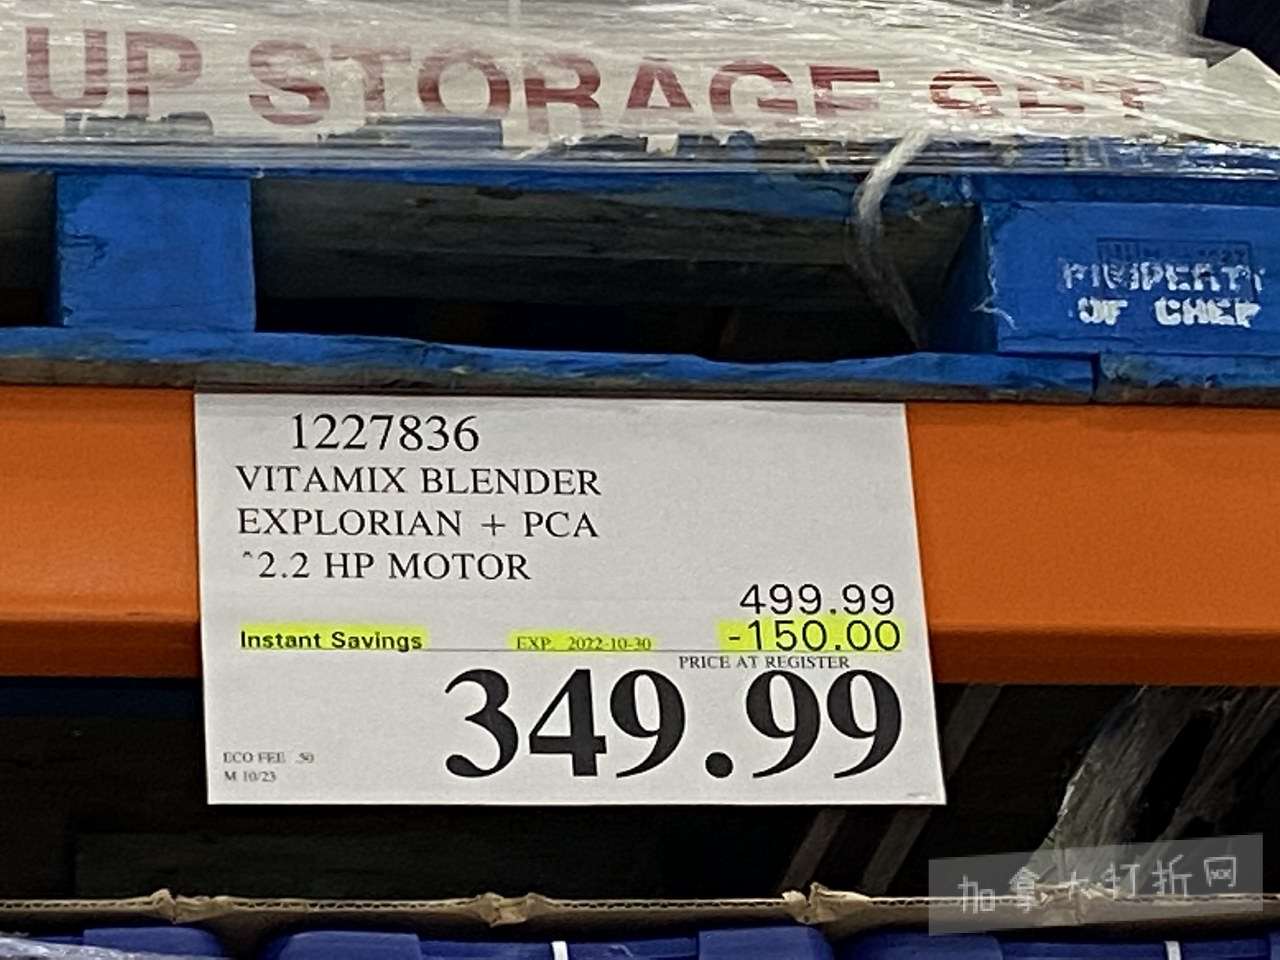 UP STORAGE SET
PROPERTY
OF CHEP
1227836
VITAMIX BLENDER
EXPLORIAN + PCA
^2.2 HP MOTOR
499.99
Instant Savings EXP. 2022-10-30 -150.00
PRICE AT REGISTER
349.99
ECO FEE .50
M 10/23
加拿大打折网